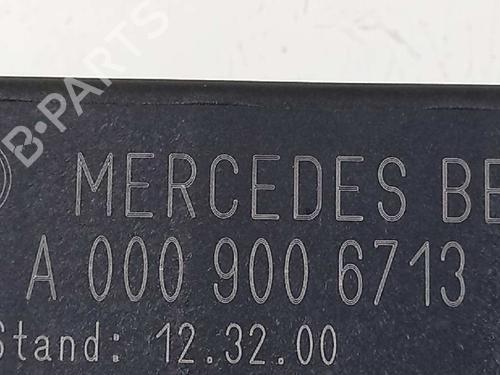 B-PARTS
MERCEDES BE
A 000 900 6713
Stand: 12.32.00